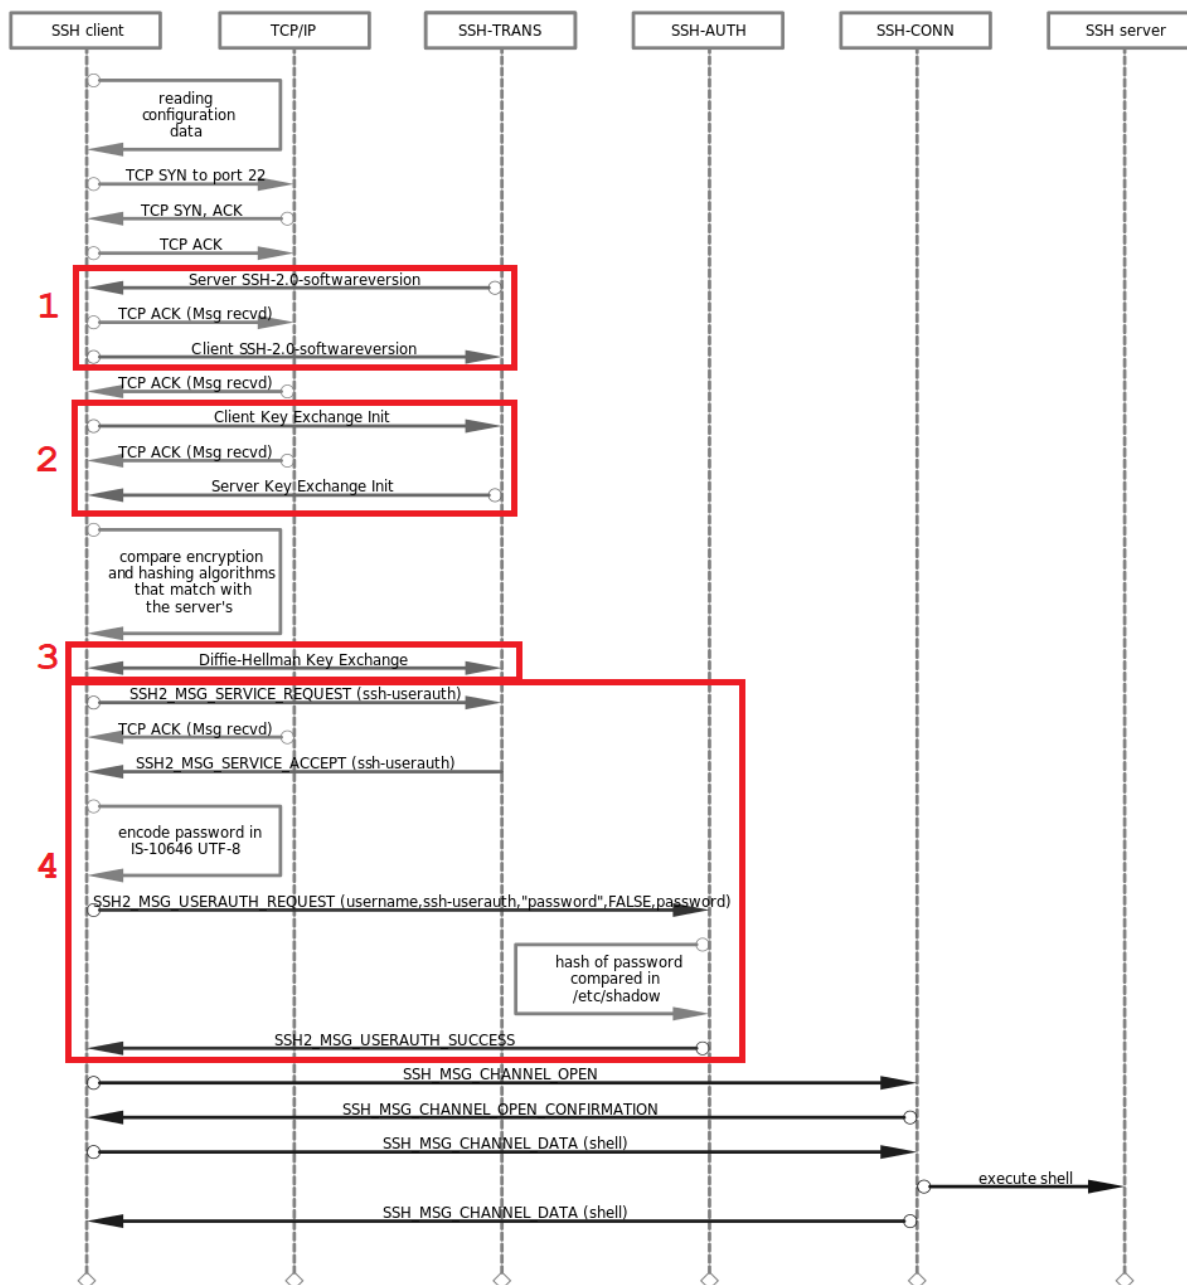 SSH client
TCP/IP
SSH-TRANS
SSH-AUTH
SSH-CONN
SSH server
reading
configuration
data
TCP SYN to port 22
TCP SYN, ACK
TCP ACK
1
Server SSH-2.0-softwareversion
TCP ACK (Msg recvd)
Client SSH-2.0-softwareversion
TCP ACK (Msg recvd)
2
Client Key Exchange Init
TCP ACK (Msg recvd)
Server Key Exchange Init
compare encryption
and hashing algorithms
that match with
the server's
3
Diffie-Hellman Key Exchange
4
SSH2_MSG_SERVICE_REQUEST (ssh-userauth)
TCP ACK (Msg recvd)
SSH2_MSG_SERVICE_ACCEPT (ssh-userauth)
encode password in
IS-10646 UTF-8
SSH2_MSG_USERAUTH_REQUEST (username,ssh-userauth,"password",FALSE,password)
hash of password
compared in
/etc/shadow
SSH2_MSG_USERAUTH_SUCCESS
SSH_MSG_CHANNEL_OPEN
SSH_MSG_CHANNEL_OPEN_CONFIRMATION
SSH_MSG_CHANNEL_DATA (shell)
execute shell
SSH_MSG_CHANNEL_DATA (shell)